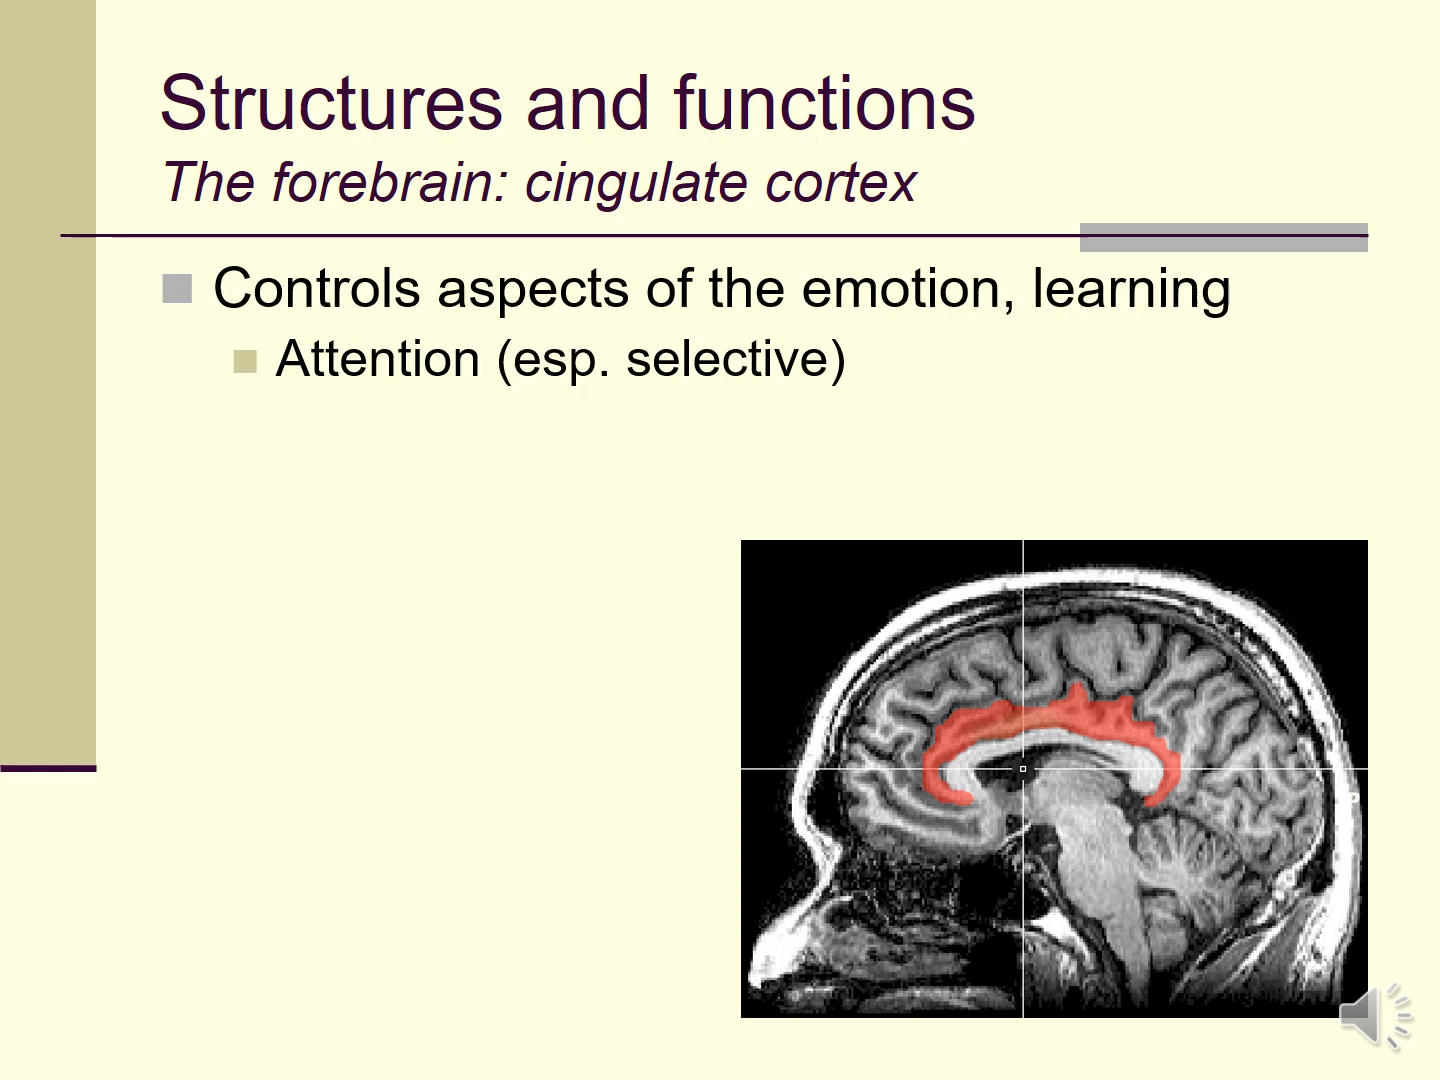 Structures and functions
The forebrain: cingulate cortex
Controls aspects of the emotion, learning
Attention (esp. selective)